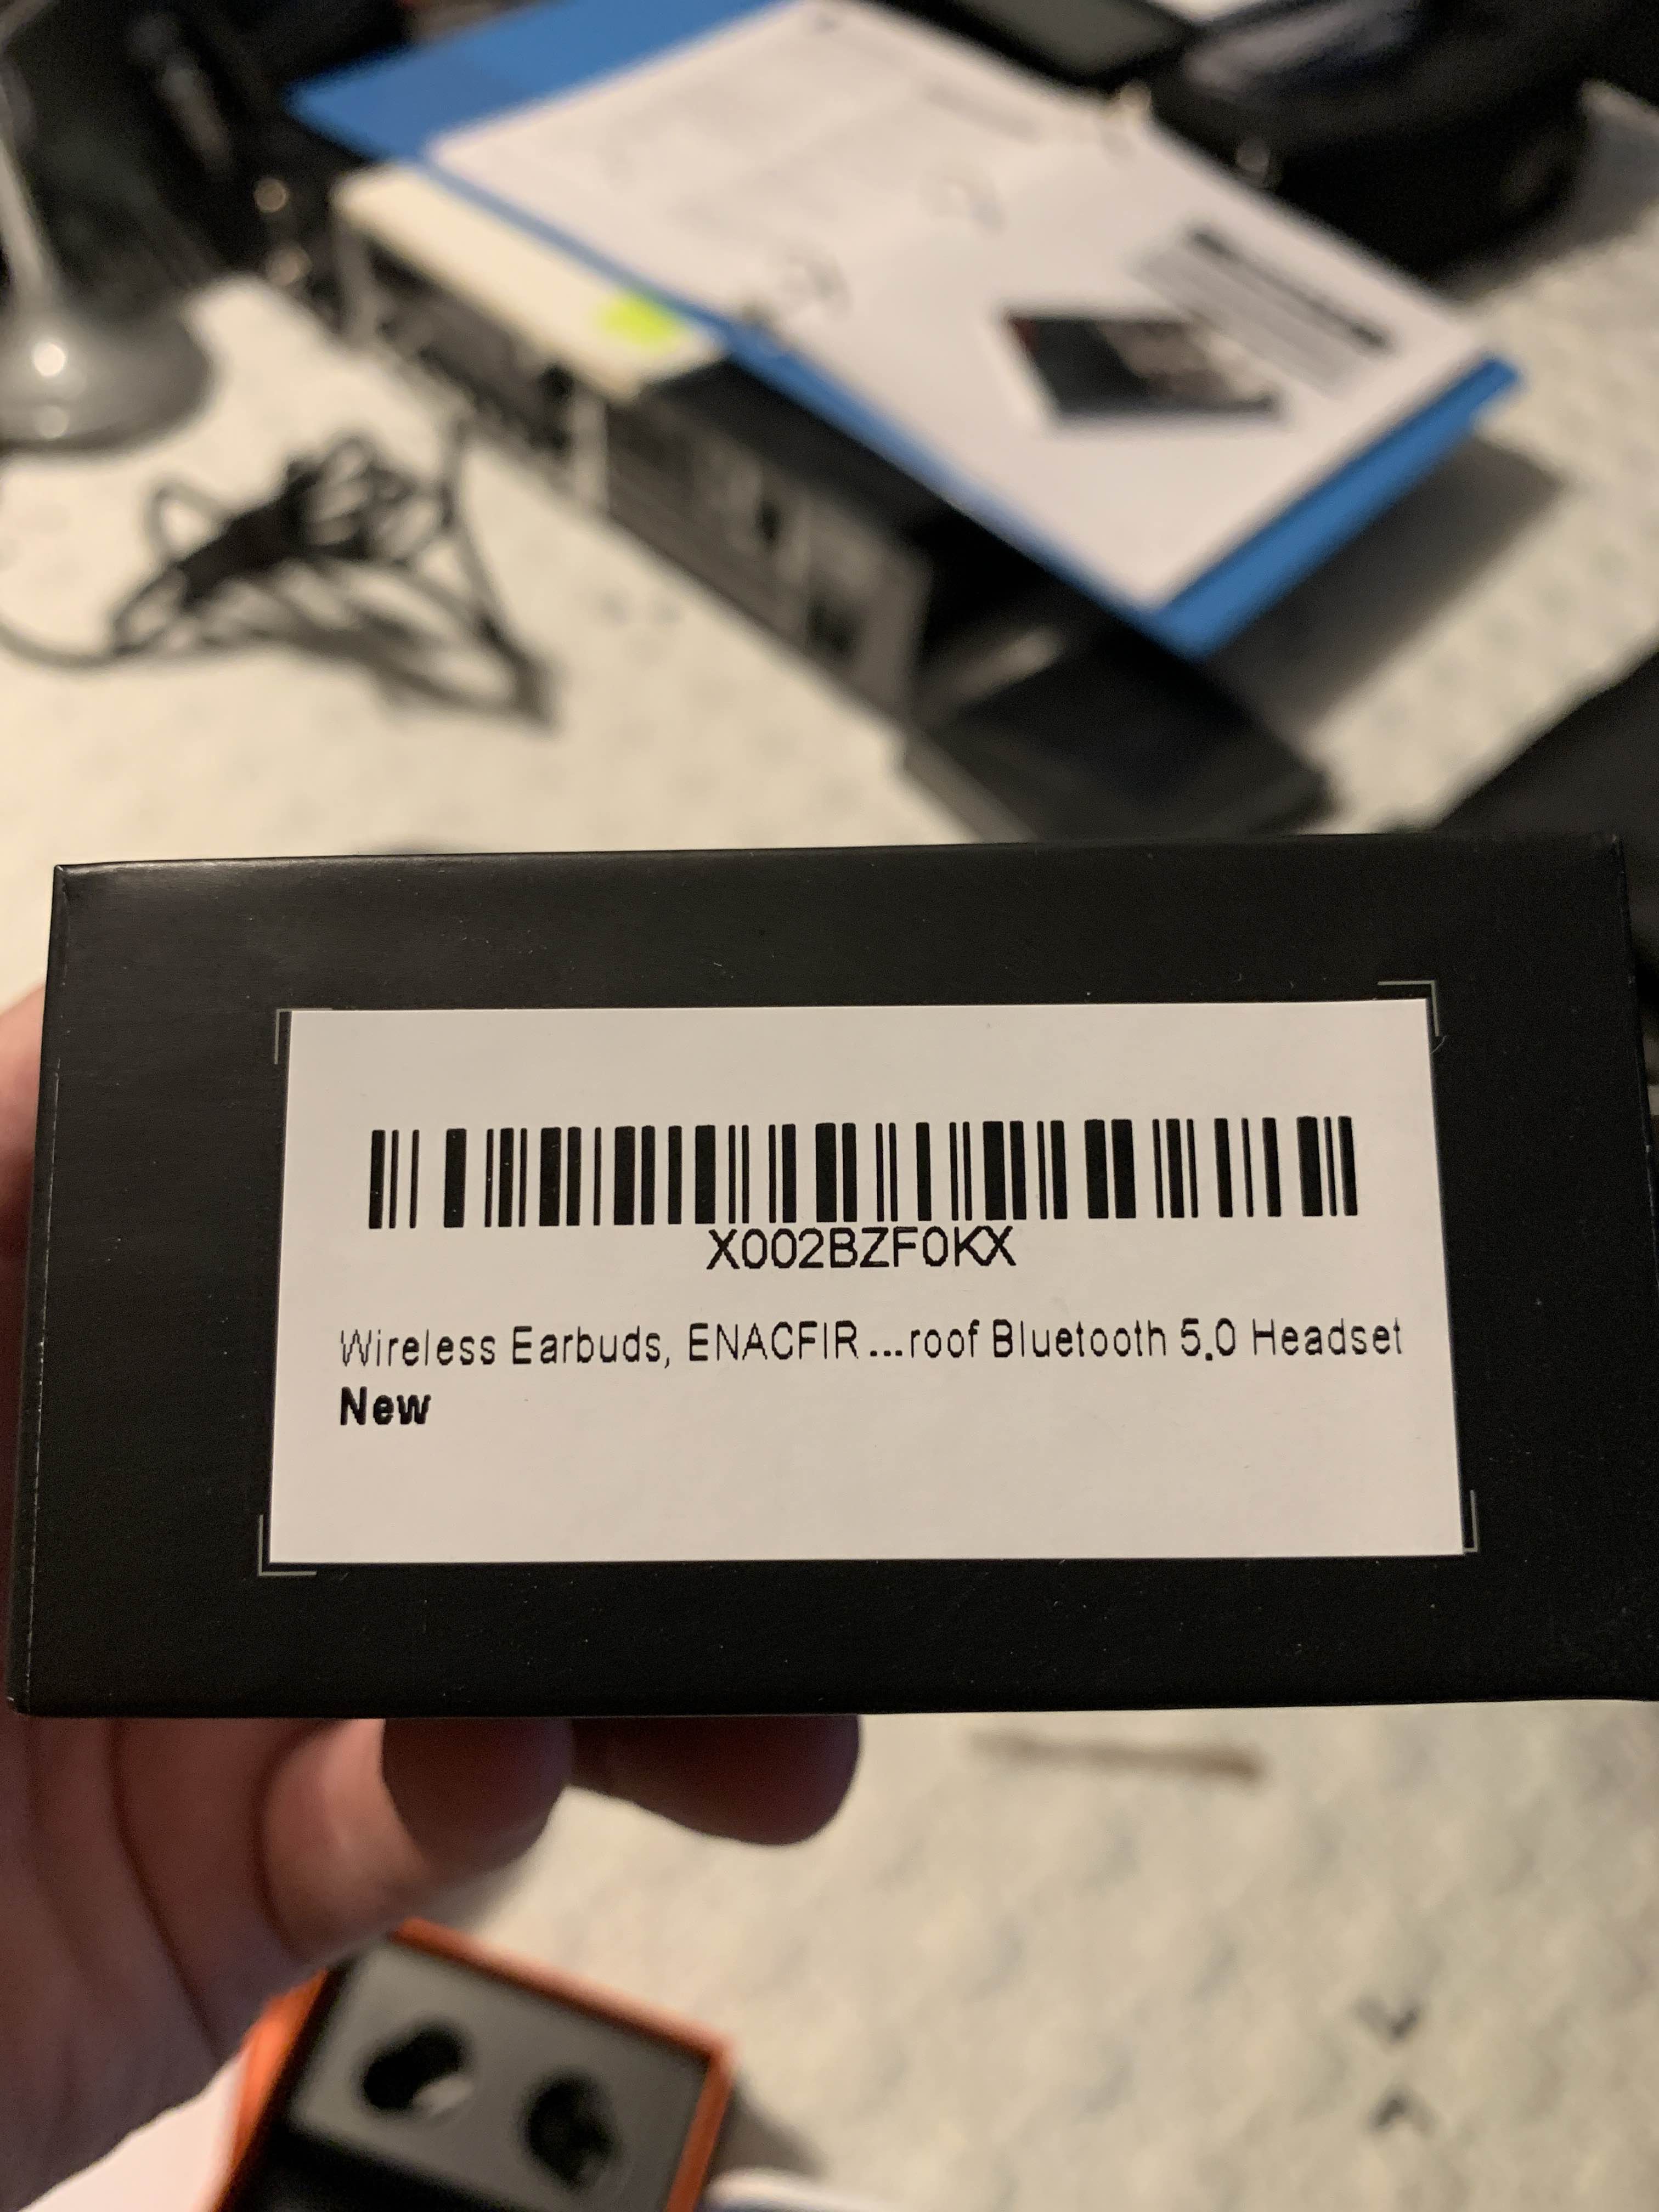 X002BZF0KX
Wireless Earbuds, ENACFIR...roof Bluetooth 5.0 Headset
New